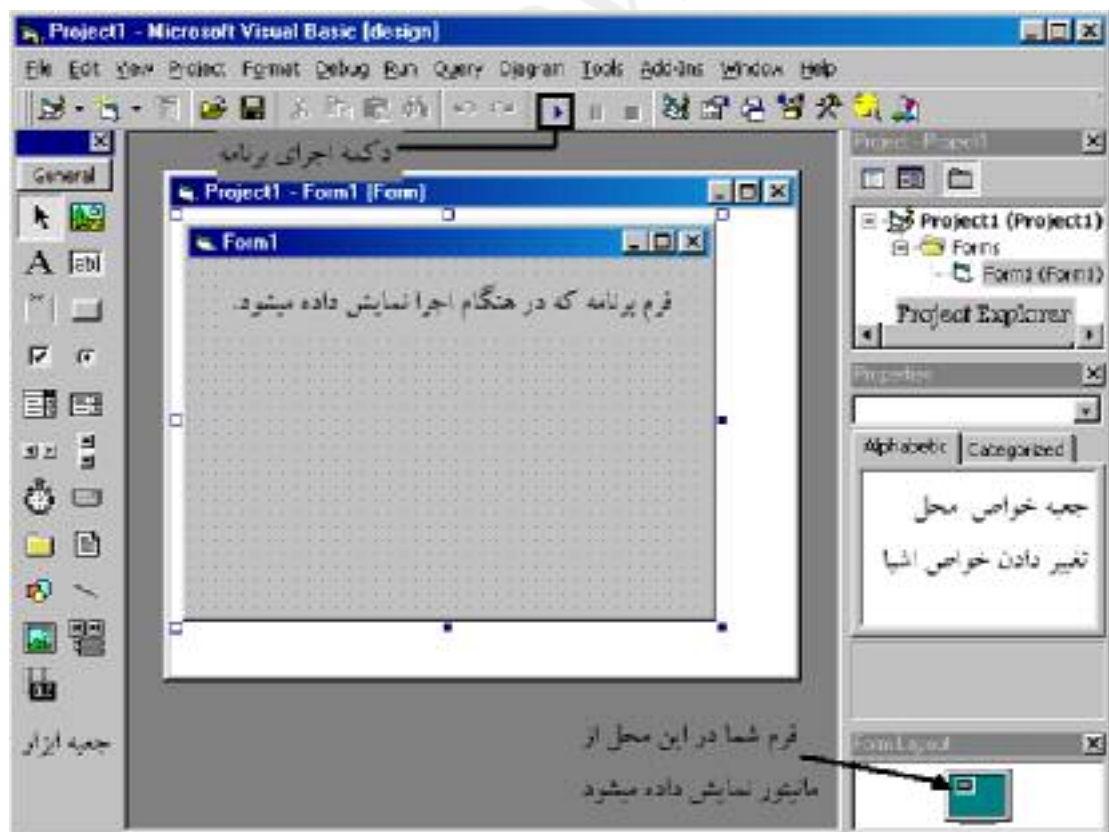 Project1 - Microsoft Visual Basic [design]
File Edit View Project Format Debug Run Query Diagram Tools Add-Ins Window Help
دکمه اجرای برنامه
General
Project1 - Form1 (Form)
Form1
فرم برنامه که در هنگام اجرا نمایش داده میشود.
Project - Project1
Project1 (Project1)
Forms
Form1 (Form1)
Project Explorer
Properties
Alphabetic Categorized
جعبه خواص محل
تغییر دادن خواص اشیا
جعبه ابزار
فرم شما در این محل از
مانیتور نمایش داده میشود
Form Layout